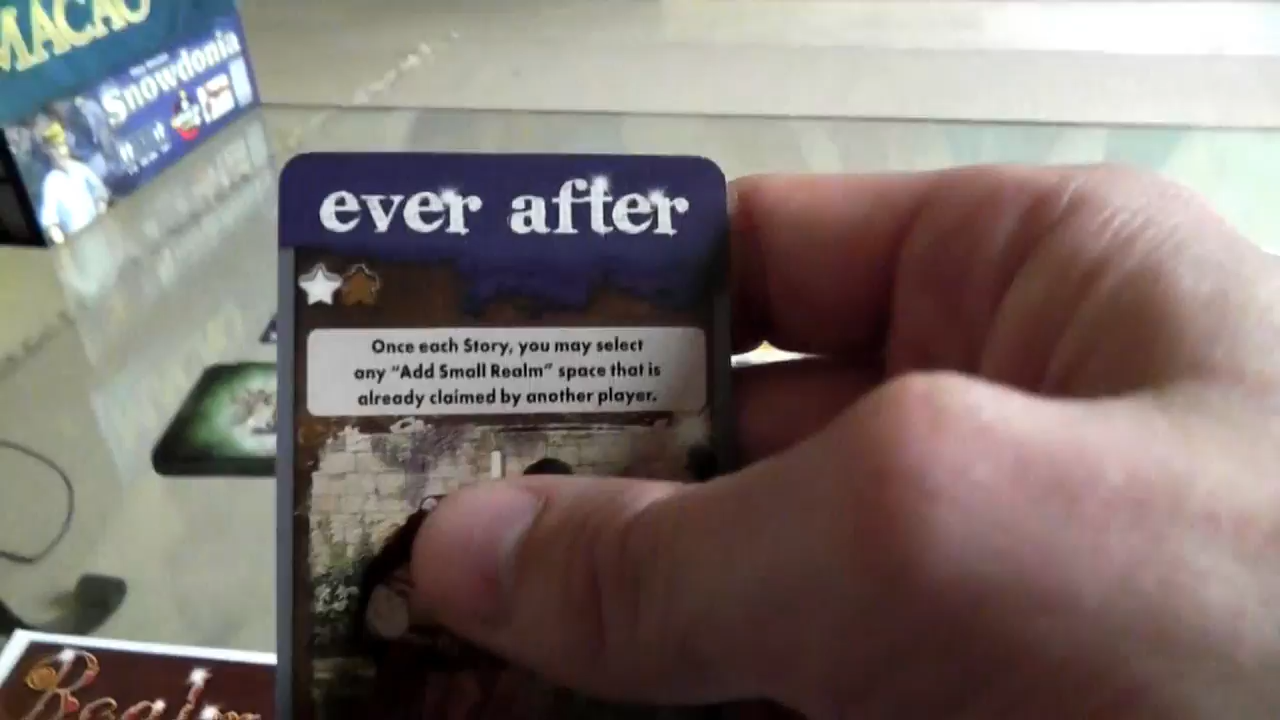 MACAO
Snowdonia
ever after
Once each Story, you may select
any “Add Small Realm” space that is
already claimed by another player.